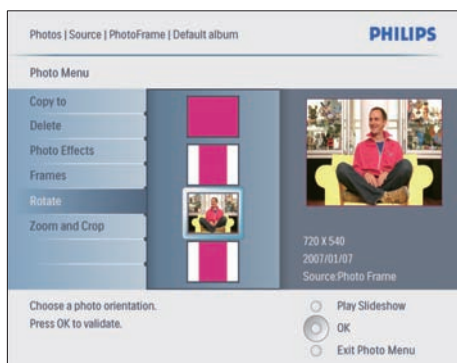 Photos | Source | PhotoFrame | Default album
PHILIPS
Photo Menu
Copy to
Delete
Photo Effects
Frames
Rotate
Zoom and Crop
720 X 540
2007/01/07
Source:Photo Frame
Choose a photo orientation.
Press OK to validate.
Play Slideshow
OK
Exit Photo Menu